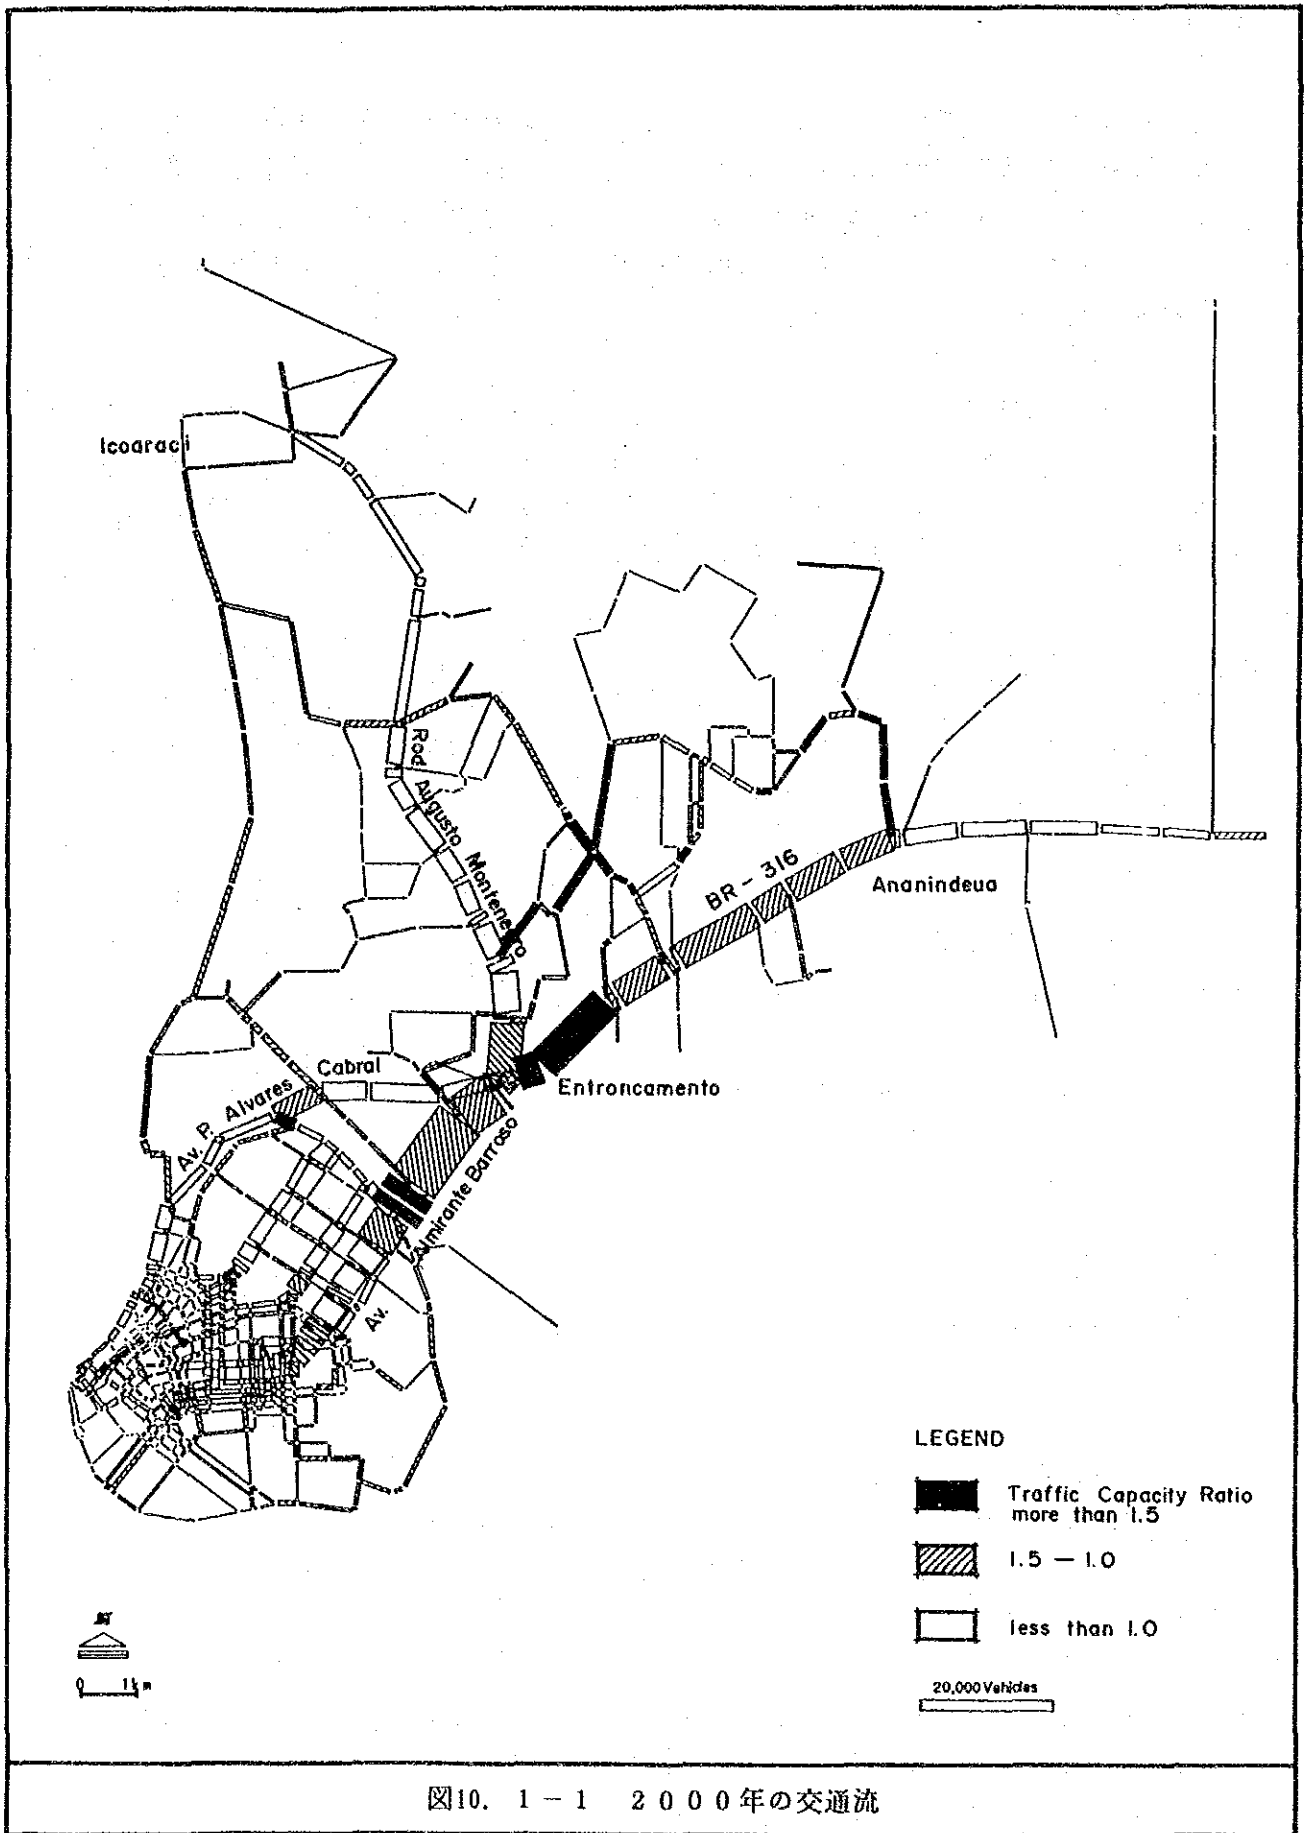 Icoaraci
Rod. Augusto Montenegro
BR - 316
Ananindeua
Cabral
Entroncamento
Alvares
Av. P.
Almirante Barroso
Av.
LEGEND
Traffic Capacity Ratio
more than 1.5
1.5 — 1.0
less than 1.0
20,000 Vehicles
N
0 1km
図10. 1-1 2000年の交通流